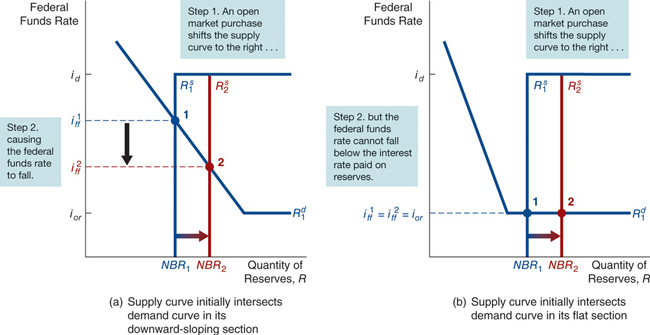 Federal
Funds Rate
Step 1. An open
market purchase
shifts the supply
curve to the right . . .
i_d
R_1^s
R_2^s
1
i_ff^1
Step 2.
causing the
federal
funds rate
to fall.
2
i_ff^2
i_or
R_1^d
NBR_1
NBR_2
Quantity of
Reserves, R
(a) Supply curve initially intersects
demand curve in its
downward-sloping section
Federal
Funds Rate
Step 1. An open
market purchase
shifts the supply
curve to the right . . .
i_d
R_1^s
R_2^s
Step 2. but the
federal funds
rate cannot fall
below the interest
rate paid on
reserves.
1
2
i_ff^1 = i_ff^2 = i_or
R_1^d
NBR_1
NBR_2
Quantity of
Reserves, R
(b) Supply curve initially intersects
demand curve in its flat section